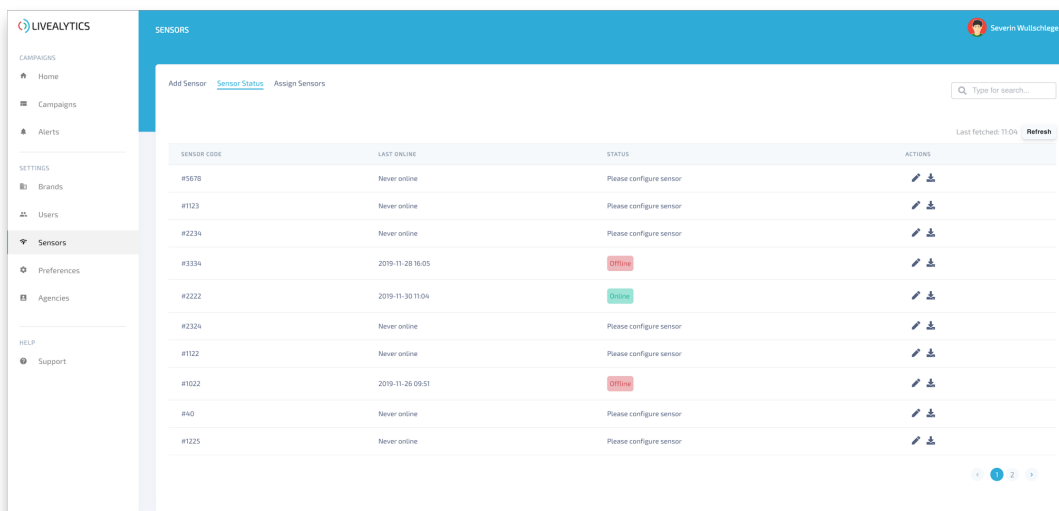 LIVEALYTICS
SENSORS
Severin Wullschlege
CAMPAIGNS
Home
Campaigns
Alerts
SETTINGS
Brands
Users
Sensors
Preferences
Agencies
HELP
Support
Add Sensor Sensor Status Assign Sensors
Type for search...
Last fetched: 11:04 Refresh
SENSOR CODE LAST ONLINE STATUS ACTIONS
#5678 Never online Please configure sensor
#1123 Never online Please configure sensor
#2234 Never online Please configure sensor
#3334 2019-11-28 16:05 Offline
#2222 2019-11-30 11:04 Online
#2324 Never online Please configure sensor
#1122 Never online Please configure sensor
#1022 2019-11-26 09:51 Offline
#40 Never online Please configure sensor
#1225 Never online Please configure sensor
< 1 2 >